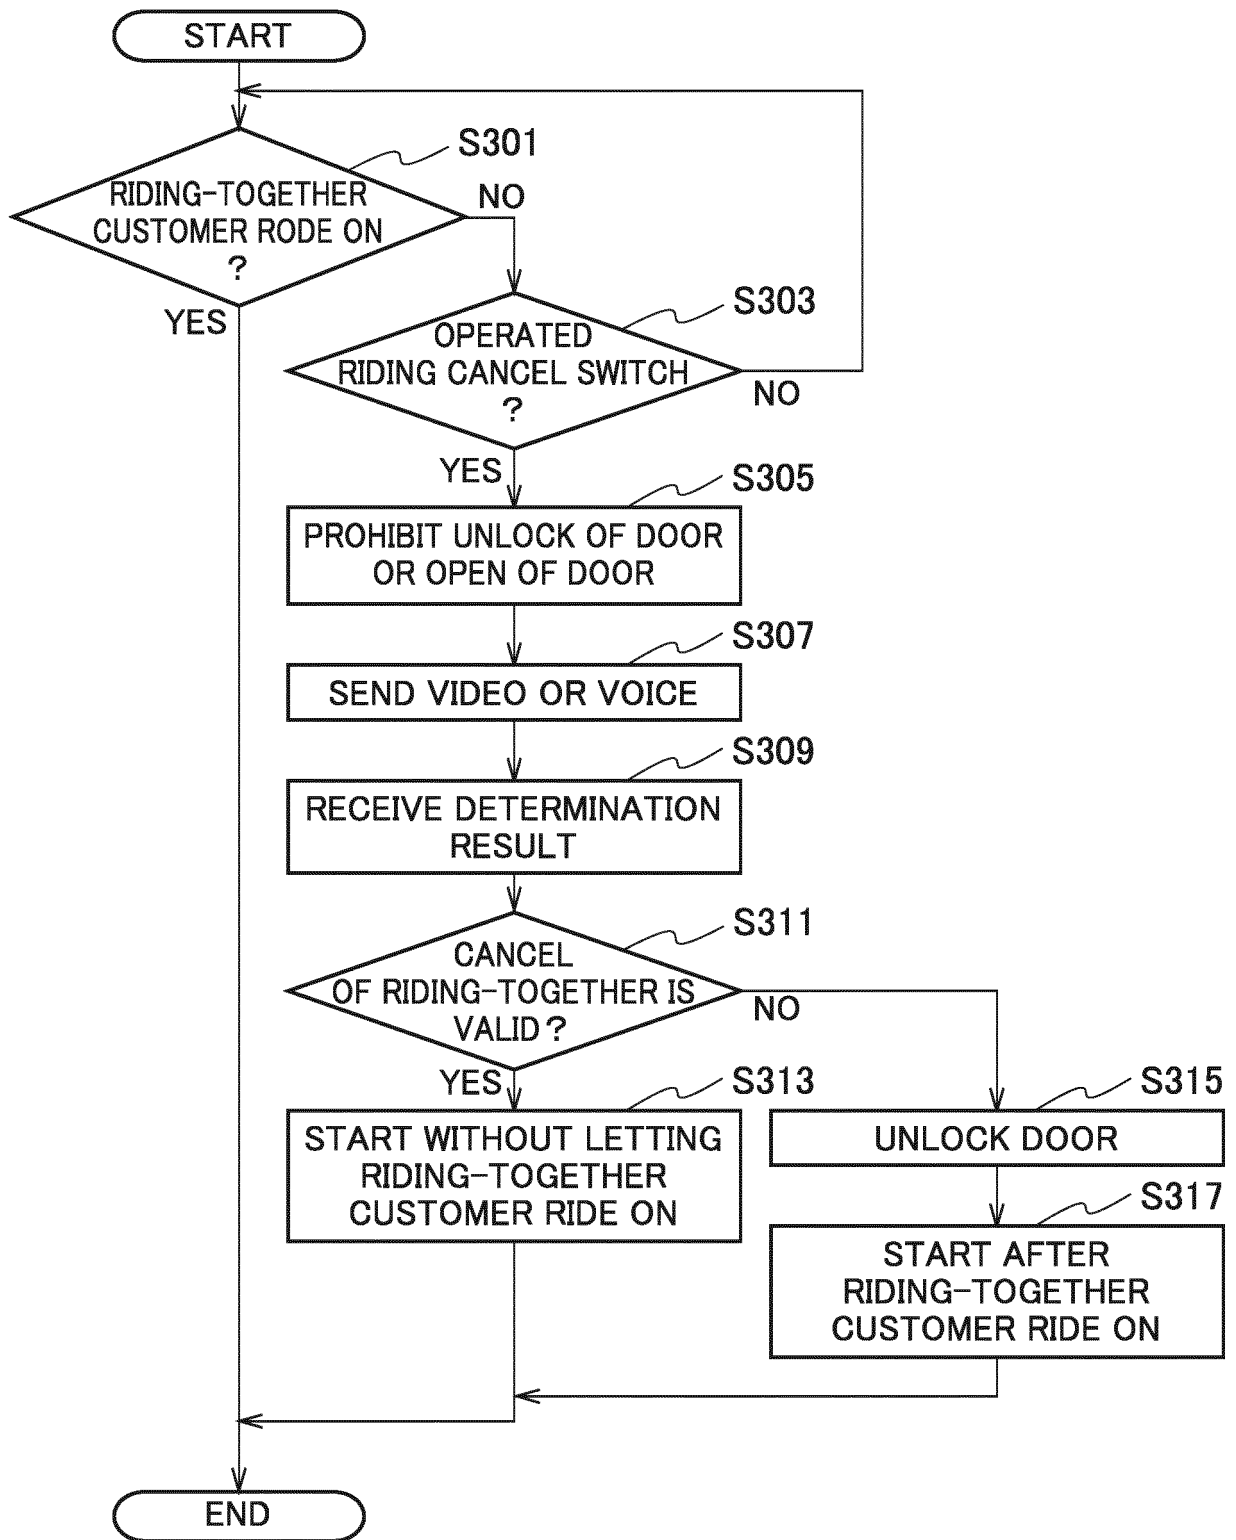 START
S301
RIDING-TOGETHER
CUSTOMER RODE ON
?
NO
YES
S303
OPERATED
RIDING CANCEL SWITCH
?
NO
YES
S305
PROHIBIT UNLOCK OF DOOR
OR OPEN OF DOOR
S307
SEND VIDEO OR VOICE
S309
RECEIVE DETERMINATION
RESULT
S311
CANCEL
OF RIDING-TOGETHER IS
VALID?
NO
YES
S313
START WITHOUT LETTING
RIDING-TOGETHER
CUSTOMER RIDE ON
S315
UNLOCK DOOR
S317
START AFTER
RIDING-TOGETHER
CUSTOMER RIDE ON
END